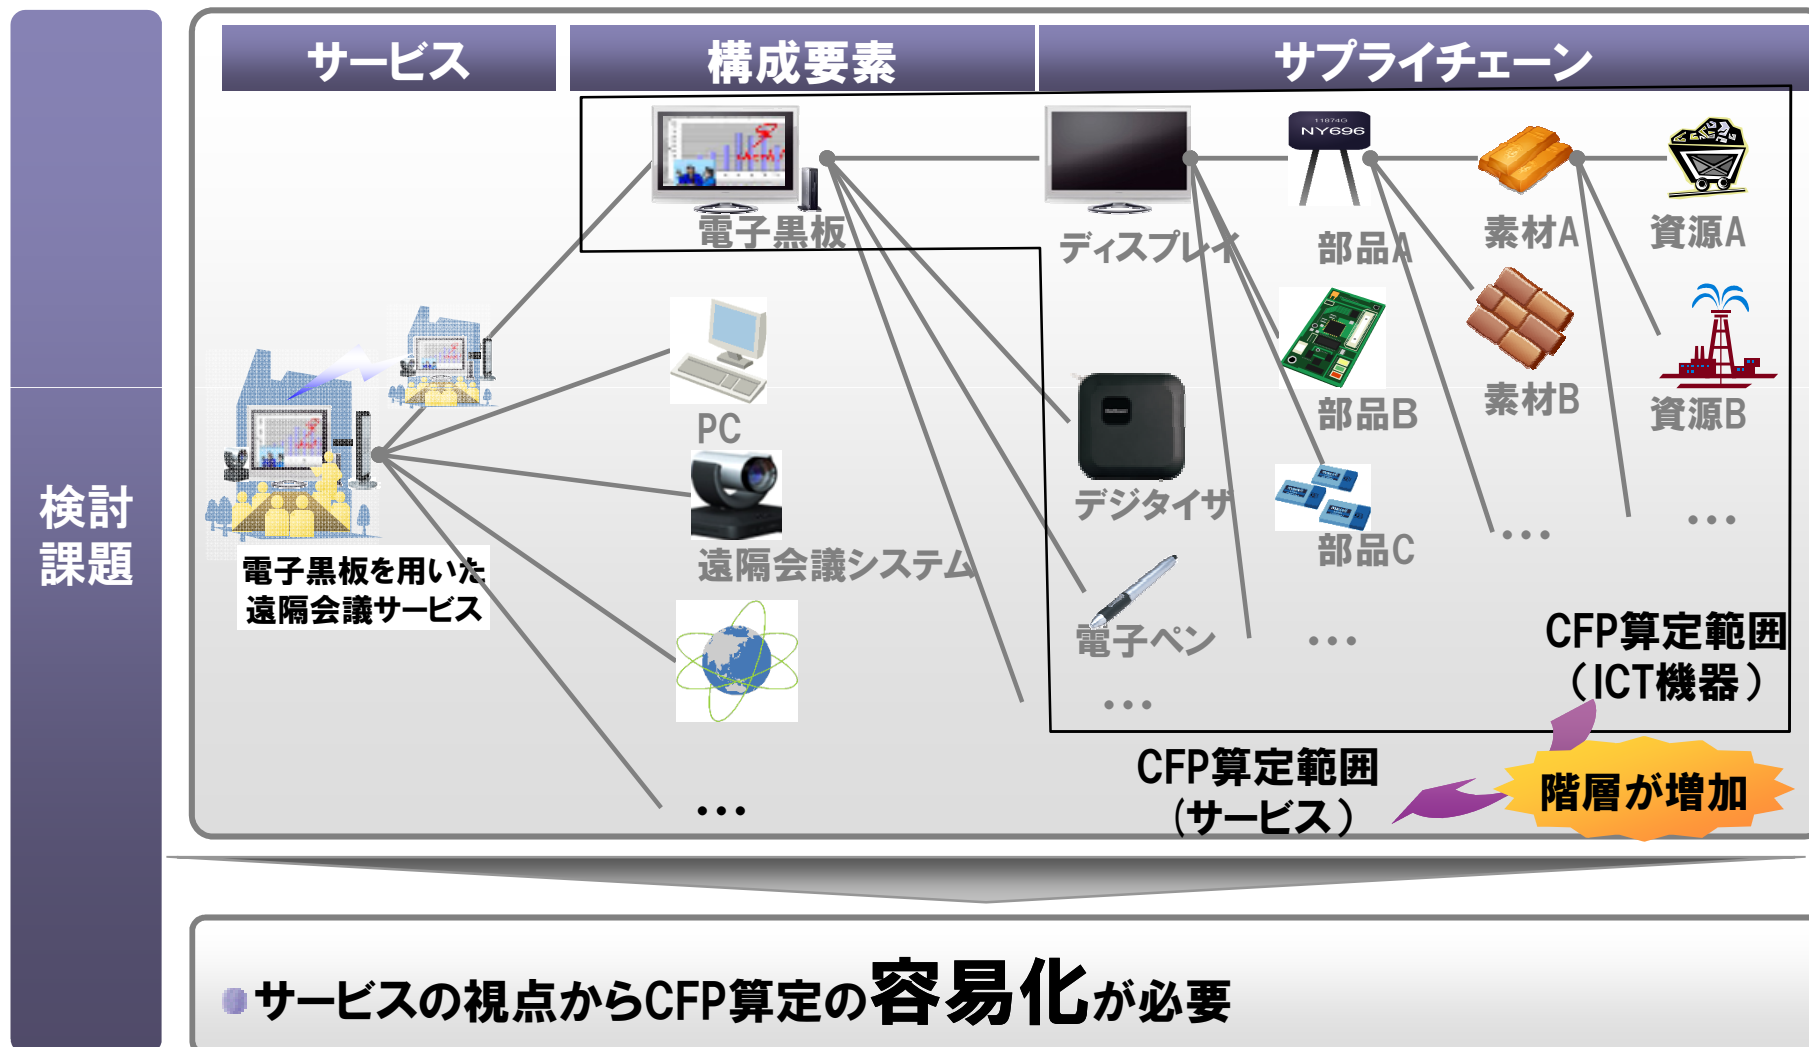 検討
課題
サービス
構成要素
サプライチェーン
電子黒板
PC
遠隔会議システム
…
電子黒板を用いた
遠隔会議サービス
ディスプレイ
デジタイザ
電子ペン
…
11874G
NY696
部品A
部品B
部品C
…
素材A
素材B
…
資源A
資源B
…
CFP算定範囲
（ICT機器）
CFP算定範囲
(サービス）
階層が増加
サービスの視点からCFP算定の容易化が必要